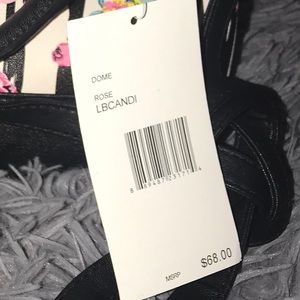 DOME
ROSE
LBCANDI
MSRP
$68.00